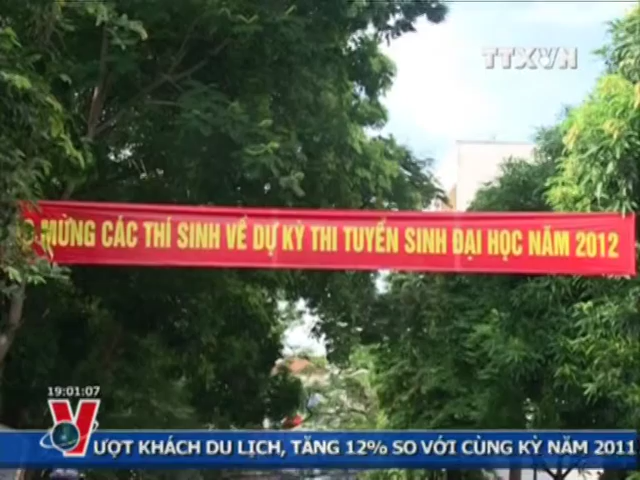 TTXVN
MỪNG CÁC THÍ SINH VỀ DỰ KỲ THI TUYỂN SINH ĐẠI HỌC NĂM 2012
19:01:07
V
ƯỢT KHÁCH DU LỊCH, TĂNG 12% SO VỚI CÙNG KỲ NĂM 2011